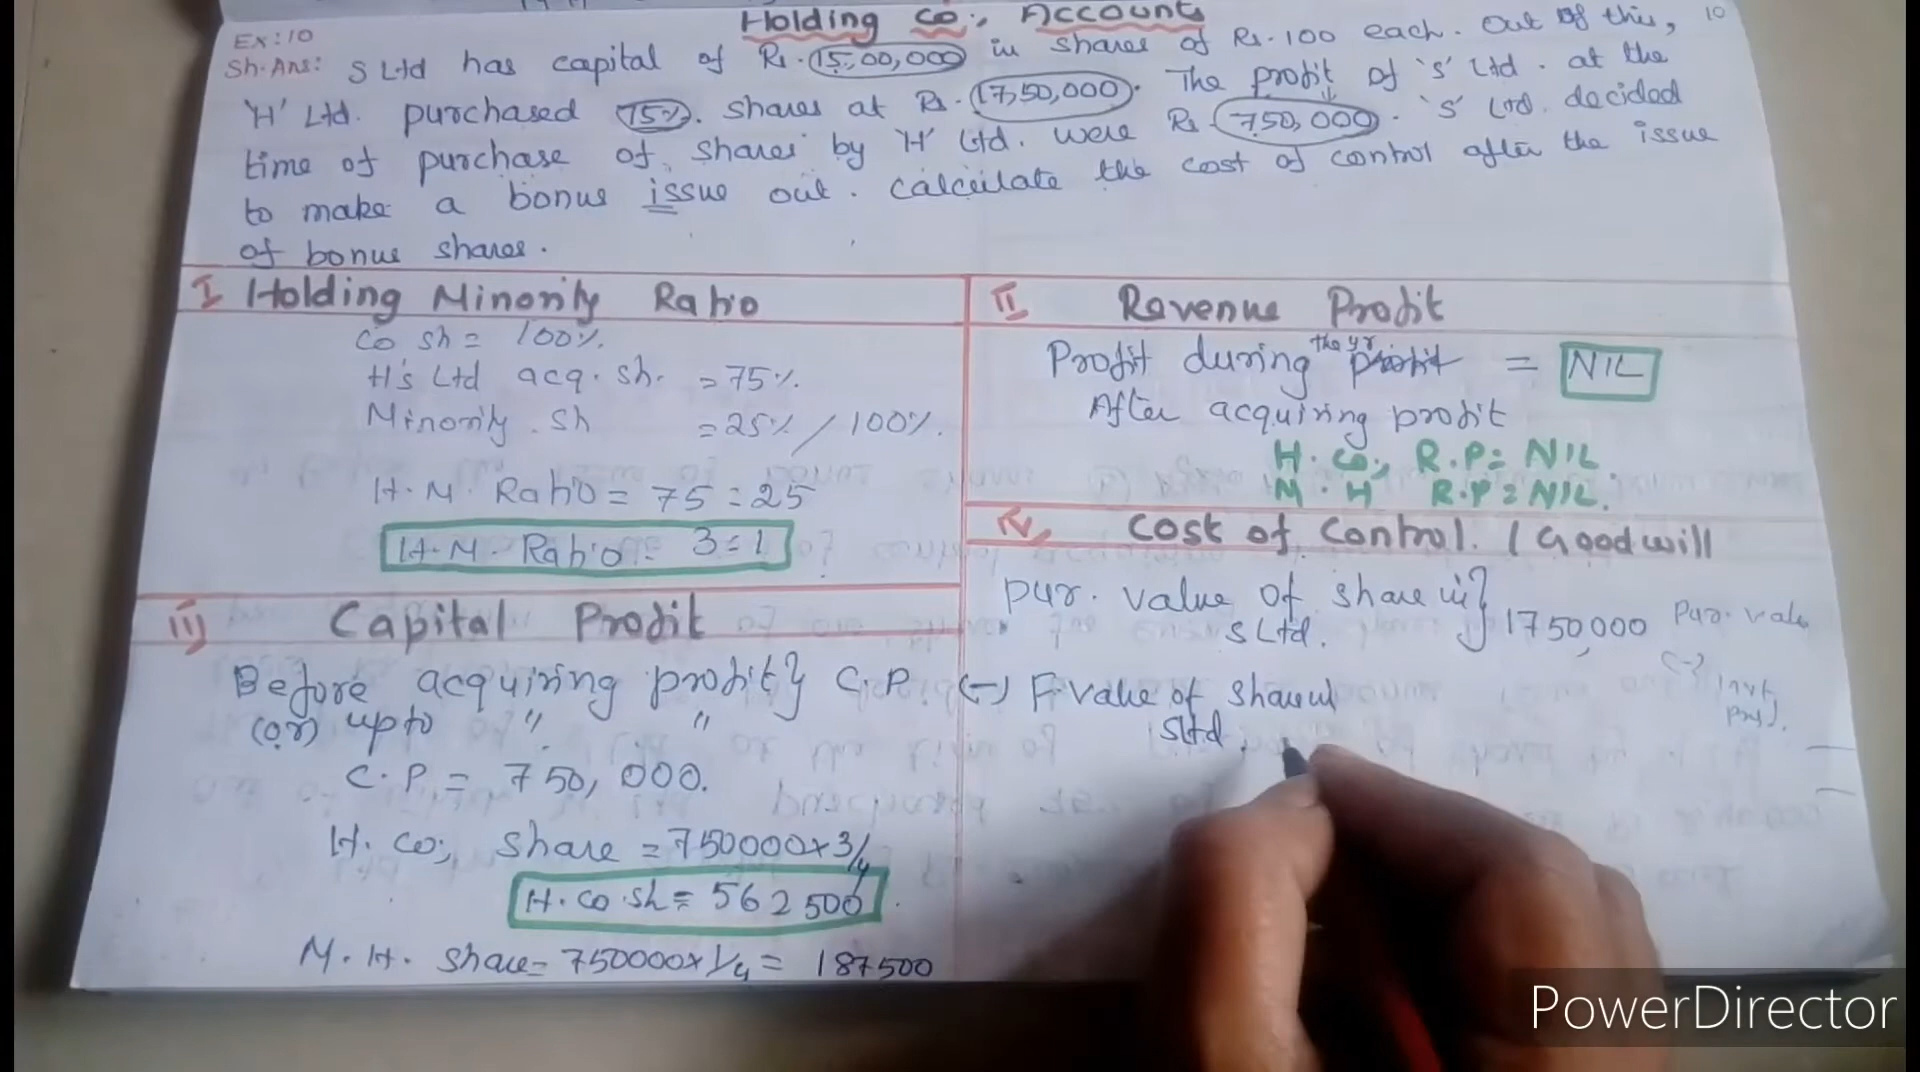 Holding Co:, Accounts
10
Ex:10
Sh.Ans: S Ltd has capital of Rs. 15,00,000 in shares of Rs.100 each. Out of this,
'H' Ltd. purchased 75%. shares at Rs. 17,50,000. The profit of 'S' Ltd. at the
time of purchase of shares by 'H' Ltd. were Rs. 750,000. 'S' Ltd. decided
to make a bonus issue out. Calculate the cost of control after the issue
of bonus shares.
I Holding Minority Ratio
Co sh = 100%.
H's Ltd acq. sh. = 75%.
Minority. sh = 25% / 100%.
H.M. Ratio = 75 : 25
H.M. Ratio = 3:1
II Revenue Profit
Profit during the yr profit = NIL
After acquiring profit
H. Co:, R.P = NIL.
M. H R.P = NIL.
III Capital Profit
Before acquiring profit } C.P.
(or) upto " "
C.P. = 750,000.
H. Co:, share = 750000 x 3/4
H.Co.sh = 562500
M.H. share = 750000 x 1/4 = 187500
IV, Cost of Control. / Goodwill
Pur. value of share in }
S Ltd. } 1750,000
Pur. value
(-)
(-) F. value of share in
S Ltd.
PowerDirector